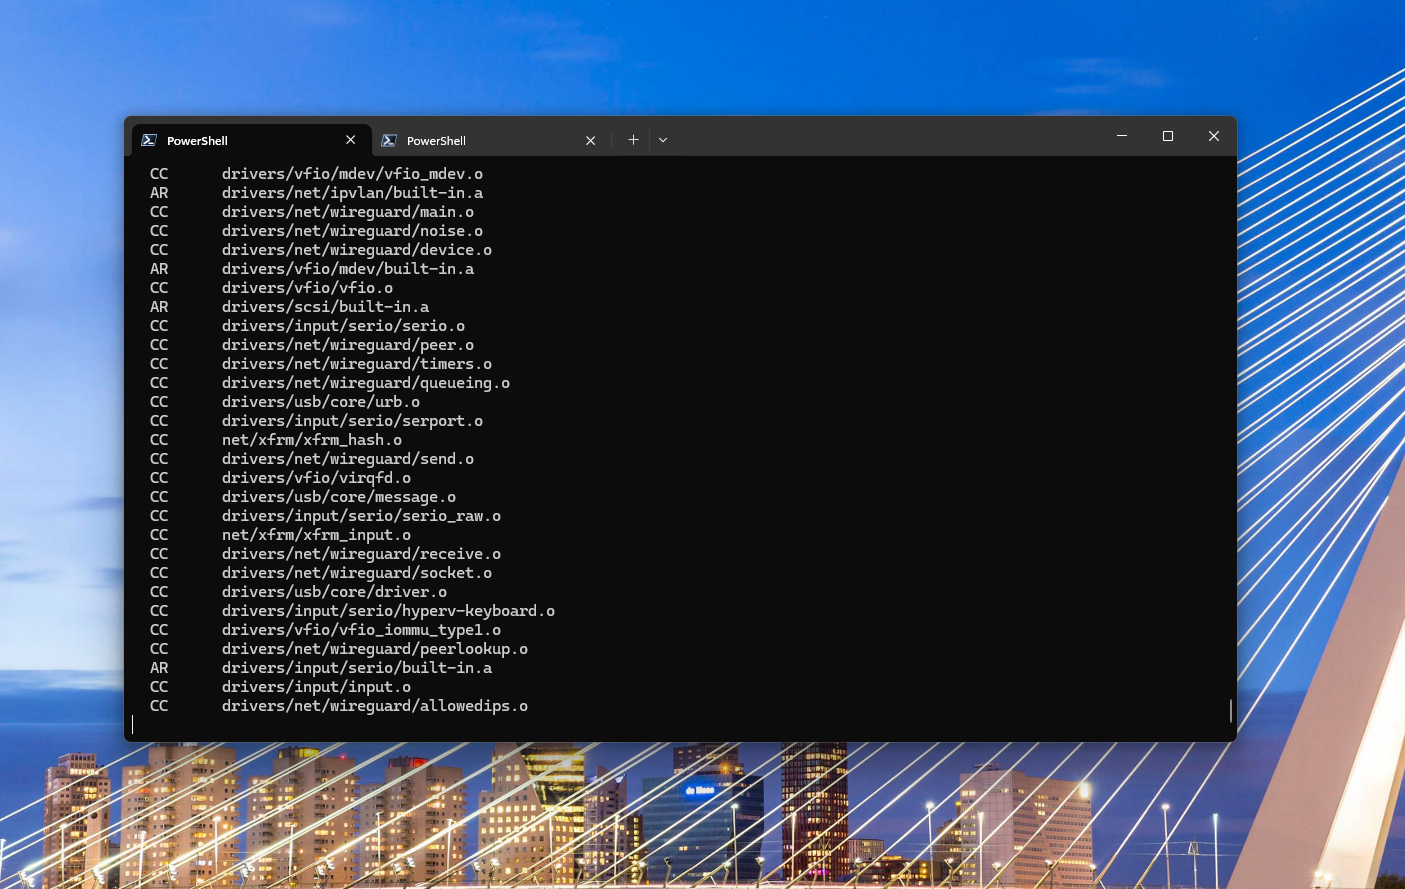 PowerShell
PowerShell
CC drivers/vfio/mdev/vfio_mdev.o
AR drivers/net/ipvlan/built-in.a
CC drivers/net/wireguard/main.o
CC drivers/net/wireguard/noise.o
CC drivers/net/wireguard/device.o
AR drivers/vfio/mdev/built-in.a
CC drivers/vfio/vfio.o
AR drivers/scsi/built-in.a
CC drivers/input/serio/serio.o
CC drivers/net/wireguard/peer.o
CC drivers/net/wireguard/timers.o
CC drivers/net/wireguard/queueing.o
CC drivers/usb/core/urb.o
CC drivers/input/serio/serport.o
CC net/xfrm/xfrm_hash.o
CC drivers/net/wireguard/send.o
CC drivers/vfio/virqfd.o
CC drivers/usb/core/message.o
CC drivers/input/serio/serio_raw.o
CC net/xfrm/xfrm_input.o
CC drivers/net/wireguard/receive.o
CC drivers/net/wireguard/socket.o
CC drivers/usb/core/driver.o
CC drivers/input/serio/hyperv-keyboard.o
CC drivers/vfio/vfio_iommu_type1.o
CC drivers/net/wireguard/peerlookup.o
AR drivers/input/serio/built-in.a
CC drivers/input/input.o
CC drivers/net/wireguard/allowedips.o